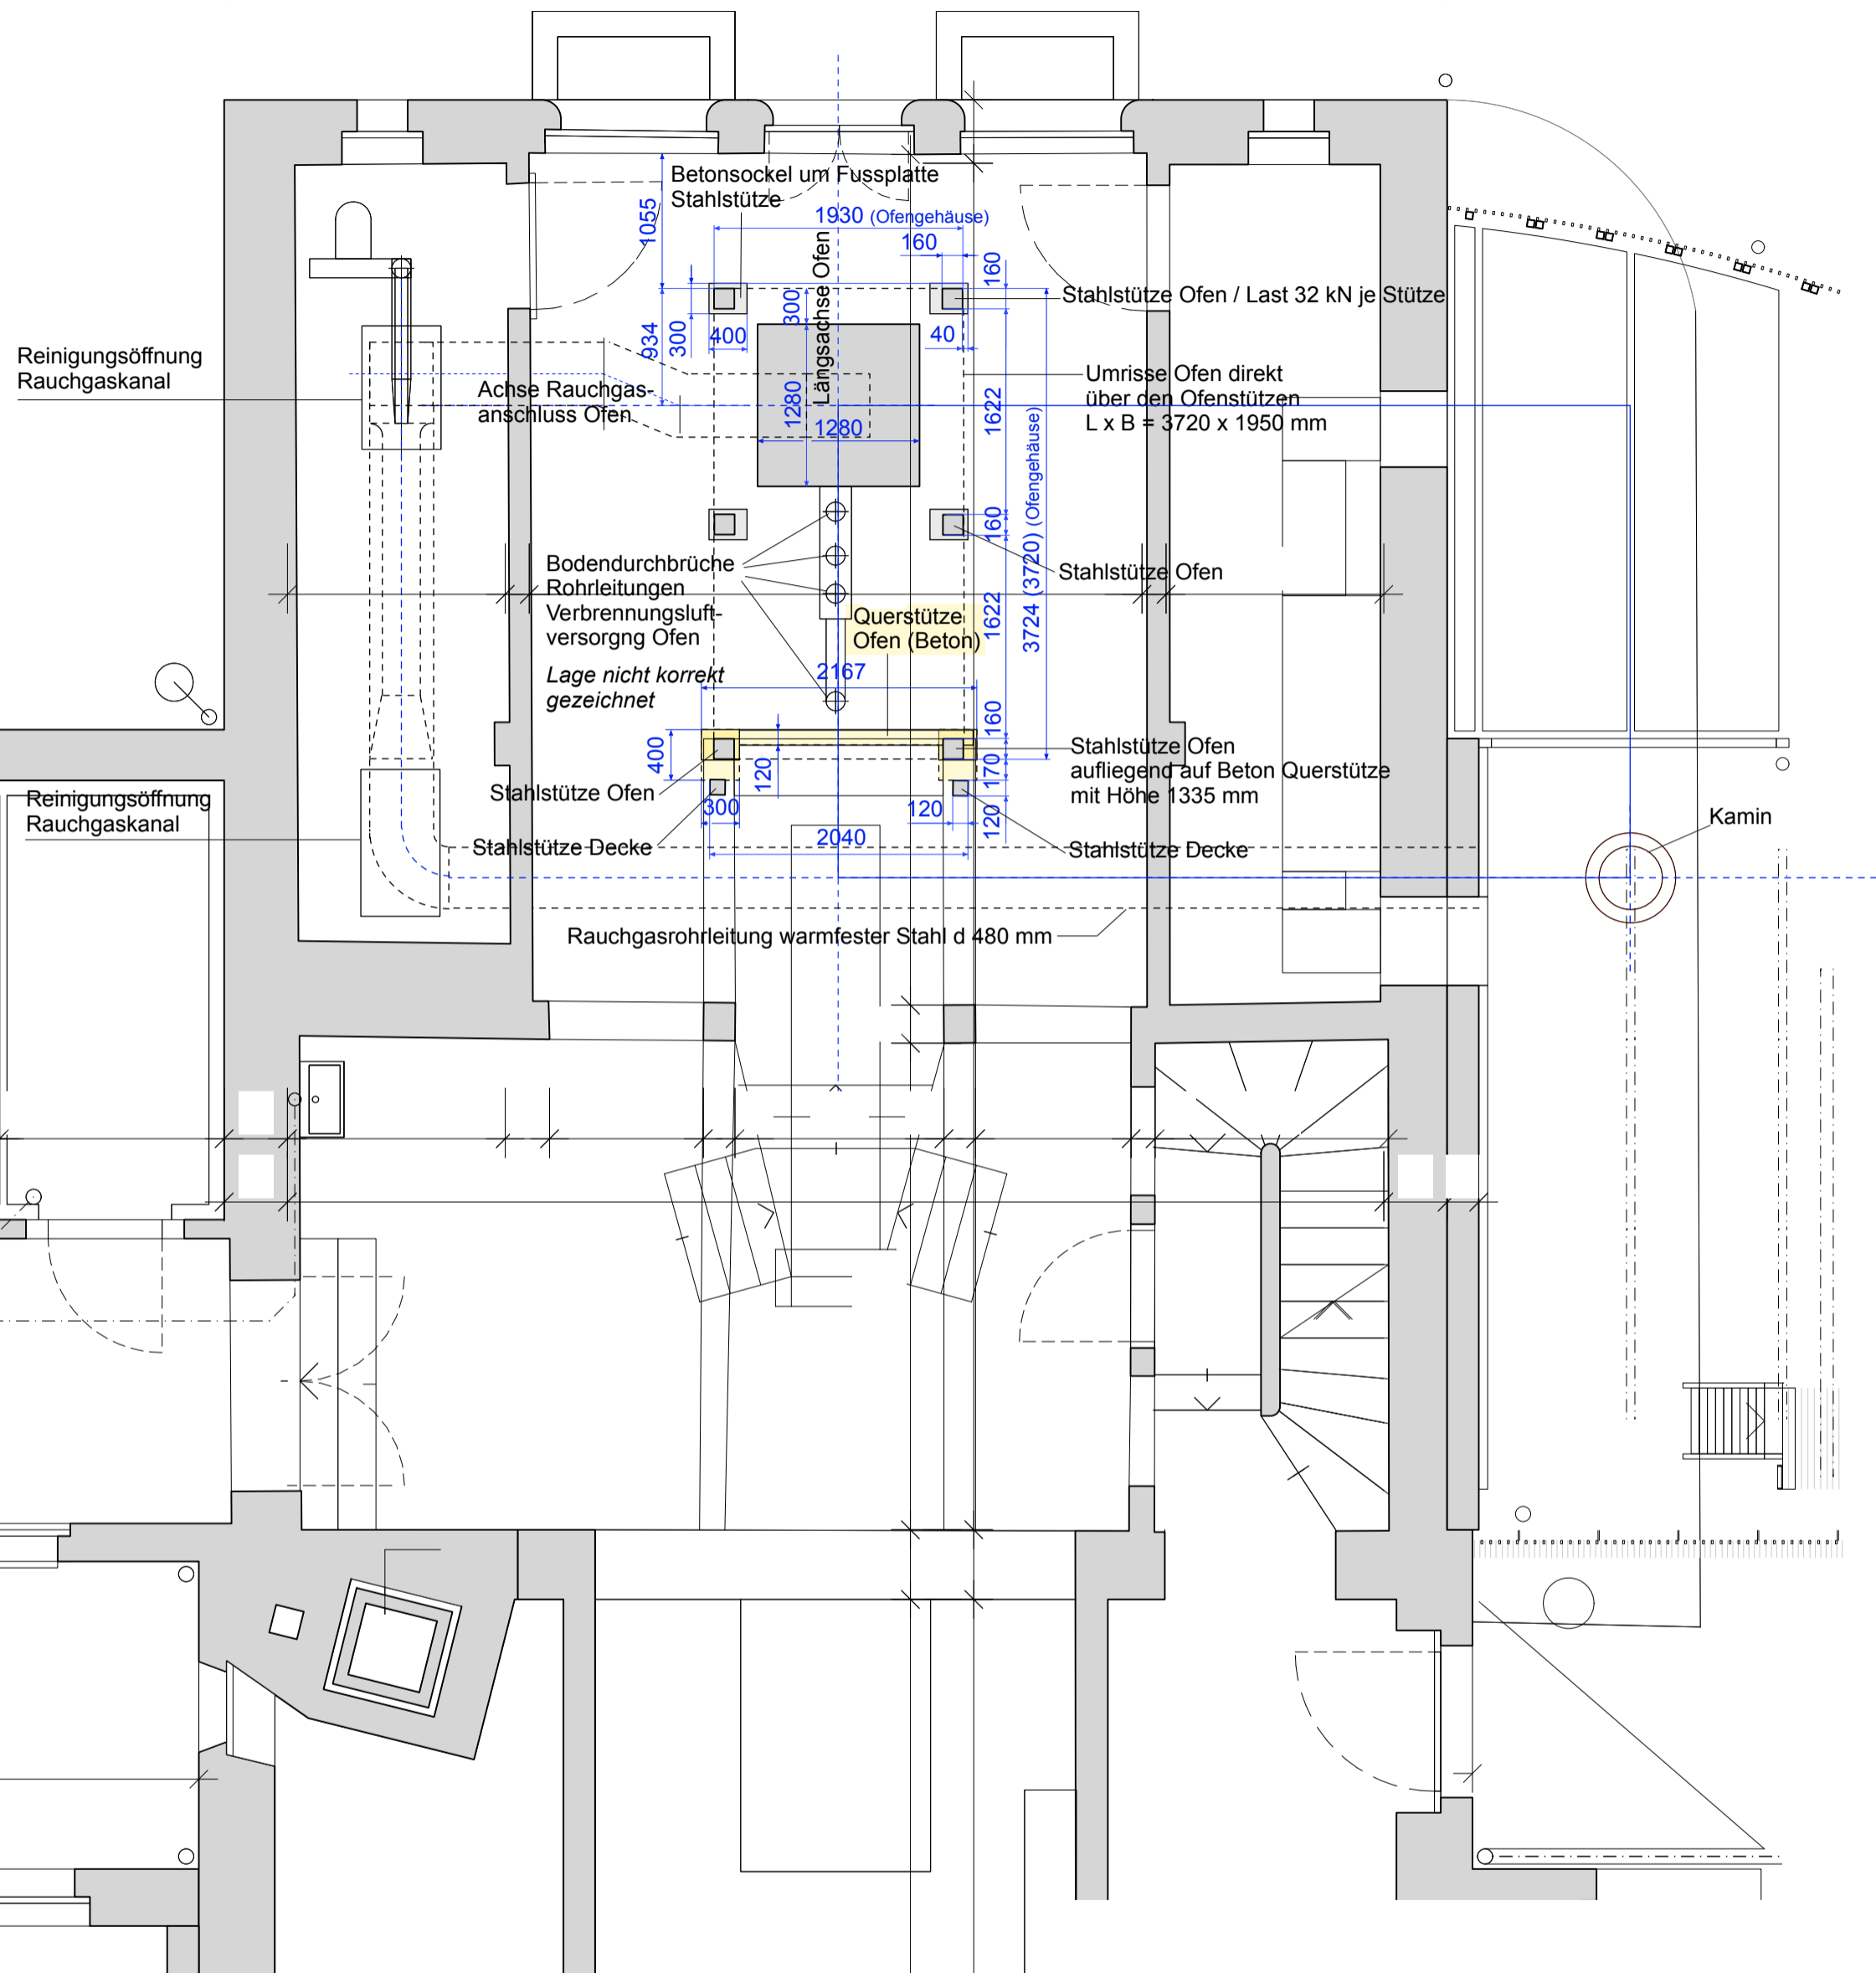 Betonsockel um Fussplatte
Stahlstütze
1930 (Ofengehäuse)
1055
160
160
Längsachse Ofen
Stahlstütze Ofen / Last 32 kN je Stütze
300
300
934
400
40
Reinigungsöffnung
Rauchgaskanal
Achse Rauchgas-
anschluss Ofen
1280
1280
1622
Umrisse Ofen direkt
über den Ofenstützen
L x B = 3720 x 1950 mm
3724 (3720) (Ofengehäuse)
160
Bodendurchbrüche
Rohrleitungen
Verbrennungsluft-
versorgng Ofen
Lage nicht korrekt
gezeichnet
Stahlstütze Ofen
Querstütze
Ofen (Beton)
1622
2167
160
400
120
170
Stahlstütze Ofen
aufliegend auf Beton Querstütze
mit Höhe 1335 mm
Reinigungsöffnung
Rauchgaskanal
Stahlstütze Ofen
300
120
120
Kamin
Stahlstütze Decke
2040
Stahlstütze Decke
Rauchgasrohrleitung warmfester Stahl d 480 mm